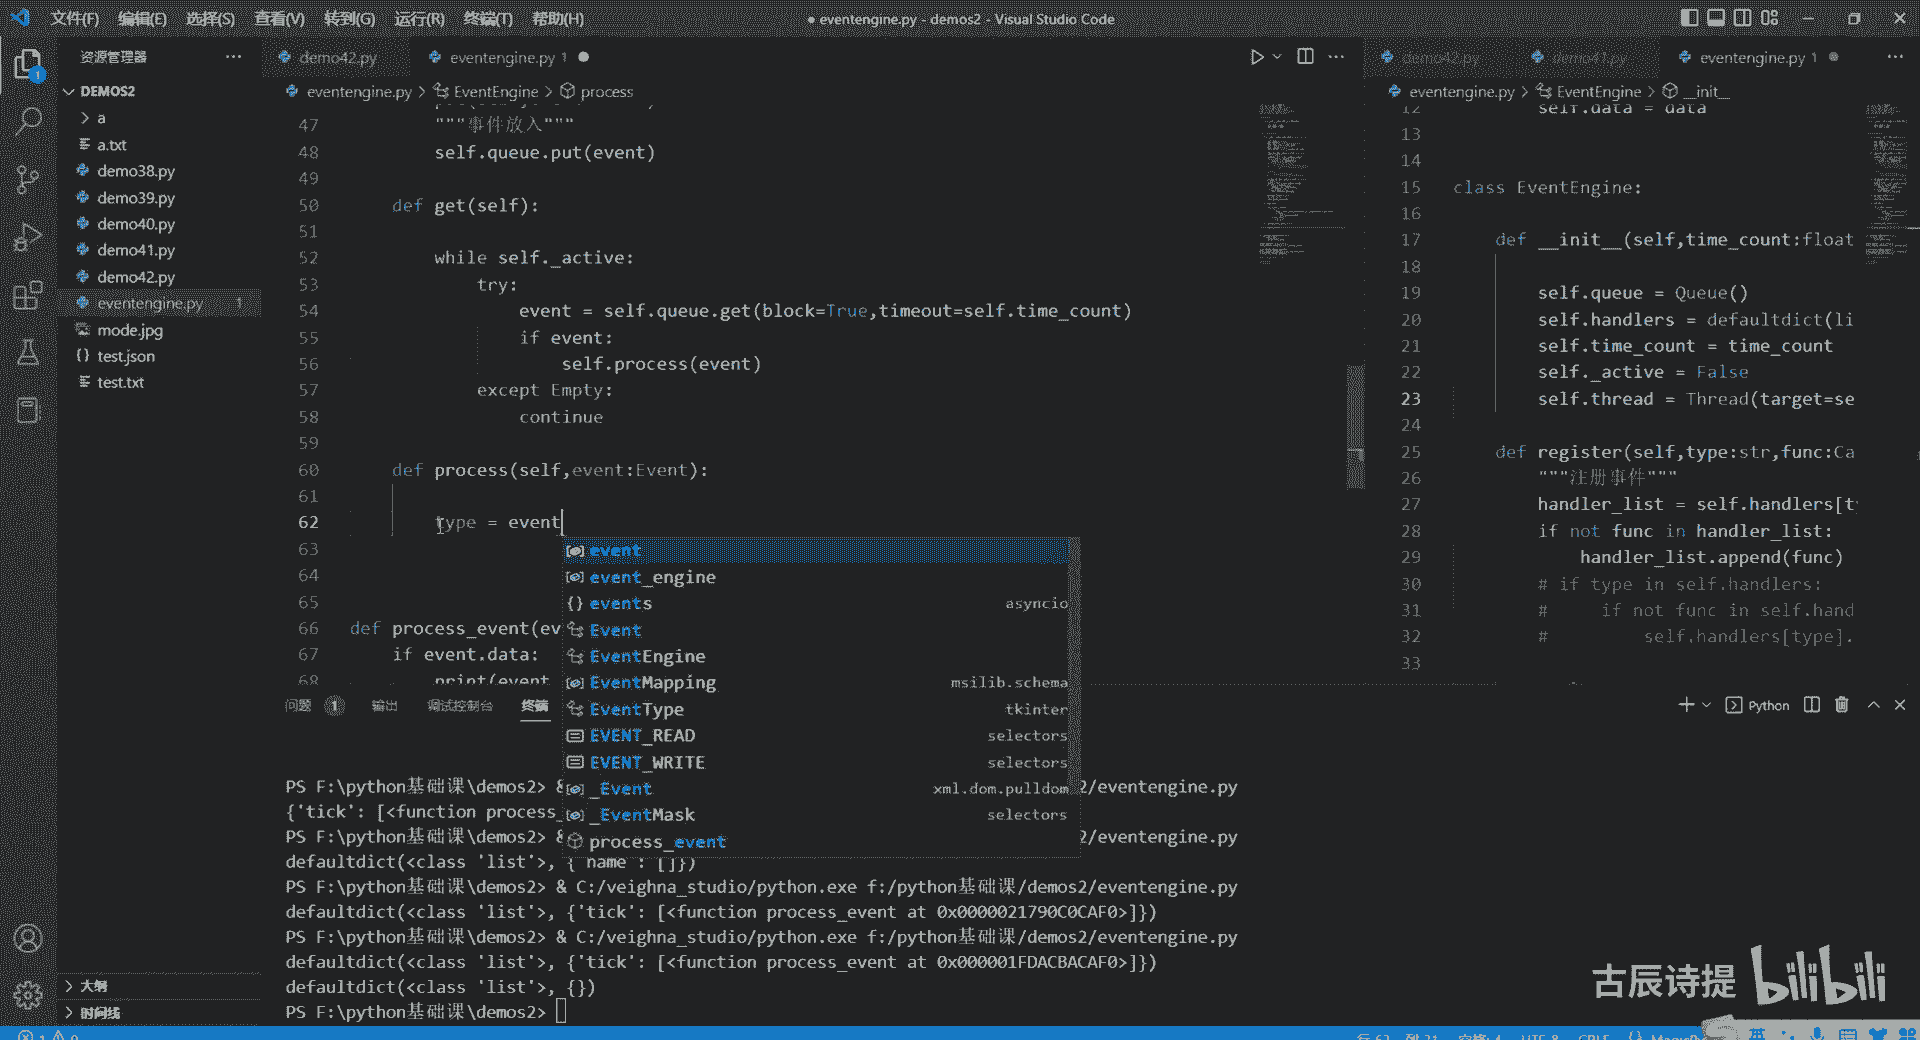 文件(F) 编辑(E) 选择(S) 查看(V) 转到(G) 运行(R) 终端(T) 帮助(H)
● eventengine.py - demos2 - Visual Studio Code
资源管理器
DEMOS2
a
a.txt
demo38.py
demo39.py
demo40.py
demo41.py
demo42.py
eventengine.py 1
mode.jpg
test.json
test.txt
大纲
时间线
demo42.py
eventengine.py 1
eventengine.py > EventEngine > process
47 """事件放入"""
48 self.queue.put(event)
49
50 def get(self):
51
52 while self._active:
53 try:
54 event = self.queue.get(block=True,timeout=self.time_count)
55 if event:
56 self.process(event)
57 except Empty:
58 continue
59
60 def process(self,event:Event):
61
62 type = event
63
64
65
66 def process_event(ev
67 if event.data:
68 print(event
event
event_engine
events asyncio
Event
EventEngine
EventMapping msilib.schema
EventType tkinter
EVENT_READ selectors
EVENT_WRITE selectors
_Event xml.dom.pulldom
_EventMask selectors
process_event
demo42.py
demo41.py
eventengine.py 1
eventengine.py > EventEngine > __init__
12 self.data = data
13
14
15 class EventEngine:
16
17 def __init__(self,time_count:float
18
19 self.queue = Queue()
20 self.handlers = defaultdict(li
21 self.time_count = time_count
22 self._active = False
23 self.thread = Thread(target=se
24
25 def register(self,type:str,func:Ca
26 """注册事件"""
27 handler_list = self.handlers[ty
28 if not func in handler_list:
29 handler_list.append(func)
30 # if type in self.handlers:
31 # if not func in self.hand
32 # self.handlers[type].
33
问题 1 输出 调试控制台 终端
Python
PS F:\python基础课\demos2> & 2/eventengine.py
{'tick': [<function process_
PS F:\python基础课\demos2> & 2/eventengine.py
defaultdict(<class 'list'>, {'name': []})
PS F:\python基础课\demos2> & C:/veighna_studio/python.exe f:/python基础课/demos2/eventengine.py
defaultdict(<class 'list'>, {'tick': [<function process_event at 0x0000021790C0CAF0>]})
PS F:\python基础课\demos2> & C:/veighna_studio/python.exe f:/python基础课/demos2/eventengine.py
defaultdict(<class 'list'>, {'tick': [<function process_event at 0x000001FDACBACAF0>]})
defaultdict(<class 'list'>, {})
PS F:\python基础课\demos2>
古辰诗提 bilibili